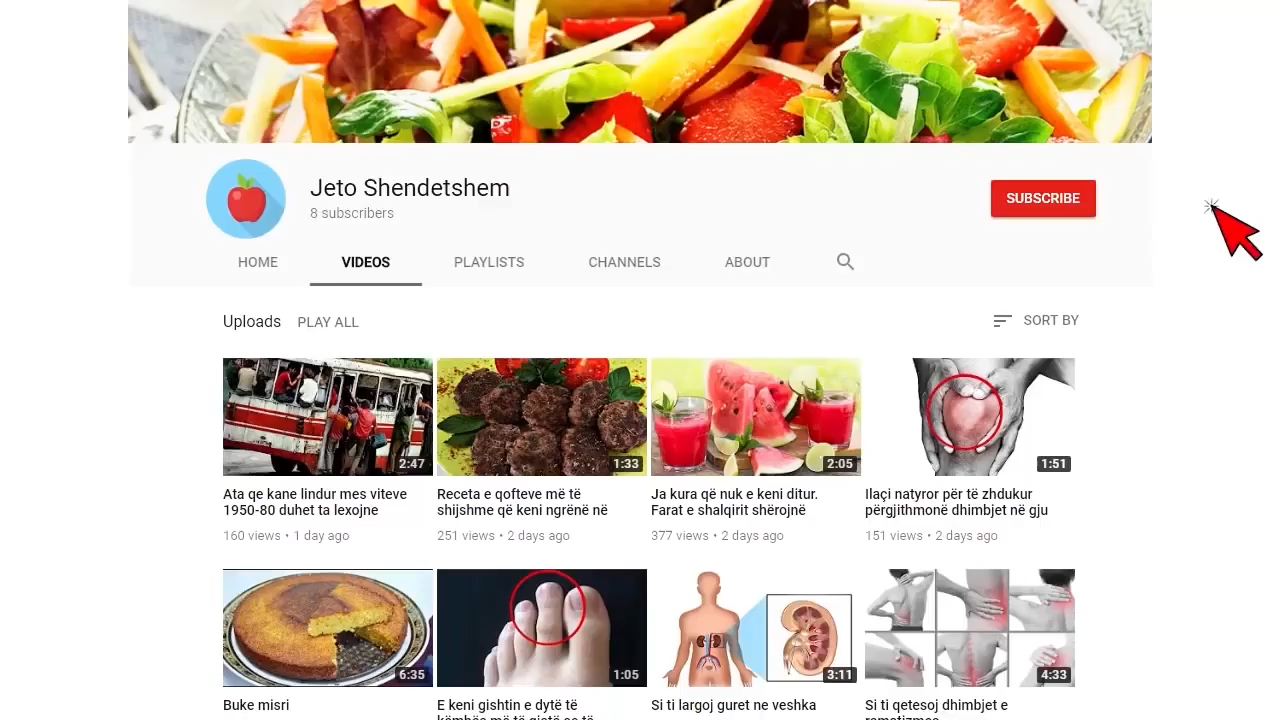 Jeto Shendetshem
8 subscribers
SUBSCRIBE
HOME VIDEOS PLAYLISTS CHANNELS ABOUT
Uploads PLAY ALL
SORT BY
2:47
1:33
2:05
1:51
Ata qe kane lindur mes viteve
1950-80 duhet ta lexojne
160 views • 1 day ago
Receta e qofteve më të
shijshme që keni ngrënë në
251 views • 2 days ago
Ja kura që nuk e keni ditur.
Farat e shalqirit shërojnë
377 views • 2 days ago
Ilaçi natyror për të zhdukur
përgjithmonë dhimbjet në gju
151 views • 2 days ago
6:35
1:05
3:11
4:33
Buke misri
E keni gishtin e dytë të
Si ti largoj guret ne veshka
Si ti qetesoj dhimbjet e